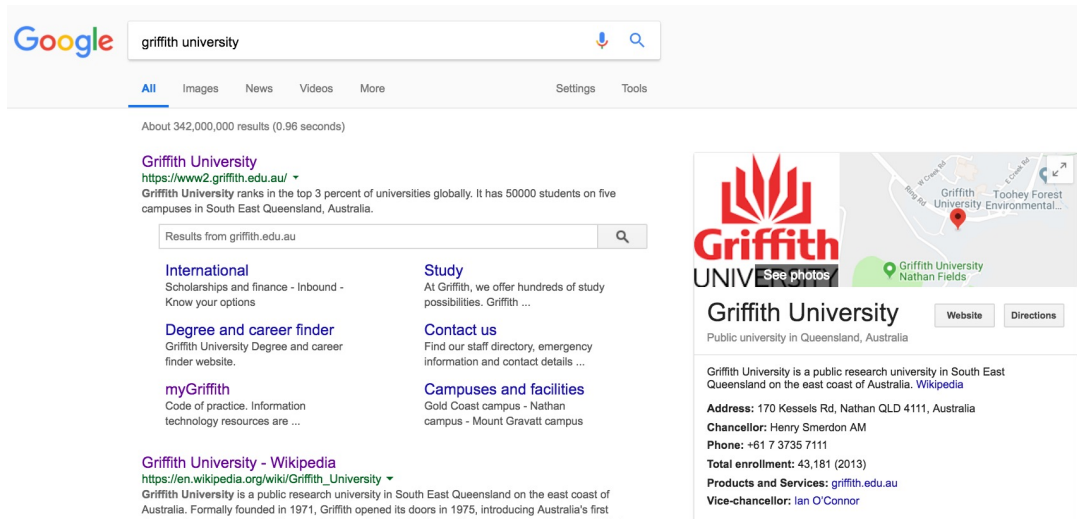 Google
griffith university
All Images News Videos More Settings Tools
About 342,000,000 results (0.96 seconds)
Griffith University
https://www2.griffith.edu.au/
Griffith University ranks in the top 3 percent of universities globally. It has 50000 students on five
campuses in South East Queensland, Australia.
Results from griffith.edu.au
International
Scholarships and finance - Inbound -
Know your options
Study
At Griffith, we offer hundreds of study
possibilities. Griffith ...
Degree and career finder
Griffith University Degree and career
finder website.
Contact us
Find our staff directory, emergency
information and contact details ...
myGriffith
Code of practice. Information
technology resources are ...
Campuses and facilities
Gold Coast campus - Nathan
campus - Mount Gravatt campus
Griffith University - Wikipedia
https://en.wikipedia.org/wiki/Griffith_University
Griffith University is a public research university in South East Queensland on the east coast of
Australia. Formally founded in 1971, Griffith opened its doors in 1975, introducing Australia's first
Griffith
UNIVERSITY
See photos
W Creek Rd
E Creek Rd
Ring Rd
Griffith
University
Toohey Forest
Environmental...
Griffith University
Nathan Fields
Griffith University
Website
Directions
Public university in Queensland, Australia
Griffith University is a public research university in South East
Queensland on the east coast of Australia. Wikipedia
Address: 170 Kessels Rd, Nathan QLD 4111, Australia
Chancellor: Henry Smerdon AM
Phone: +61 7 3735 7111
Total enrollment: 43,181 (2013)
Products and Services: griffith.edu.au
Vice-chancellor: Ian O'Connor